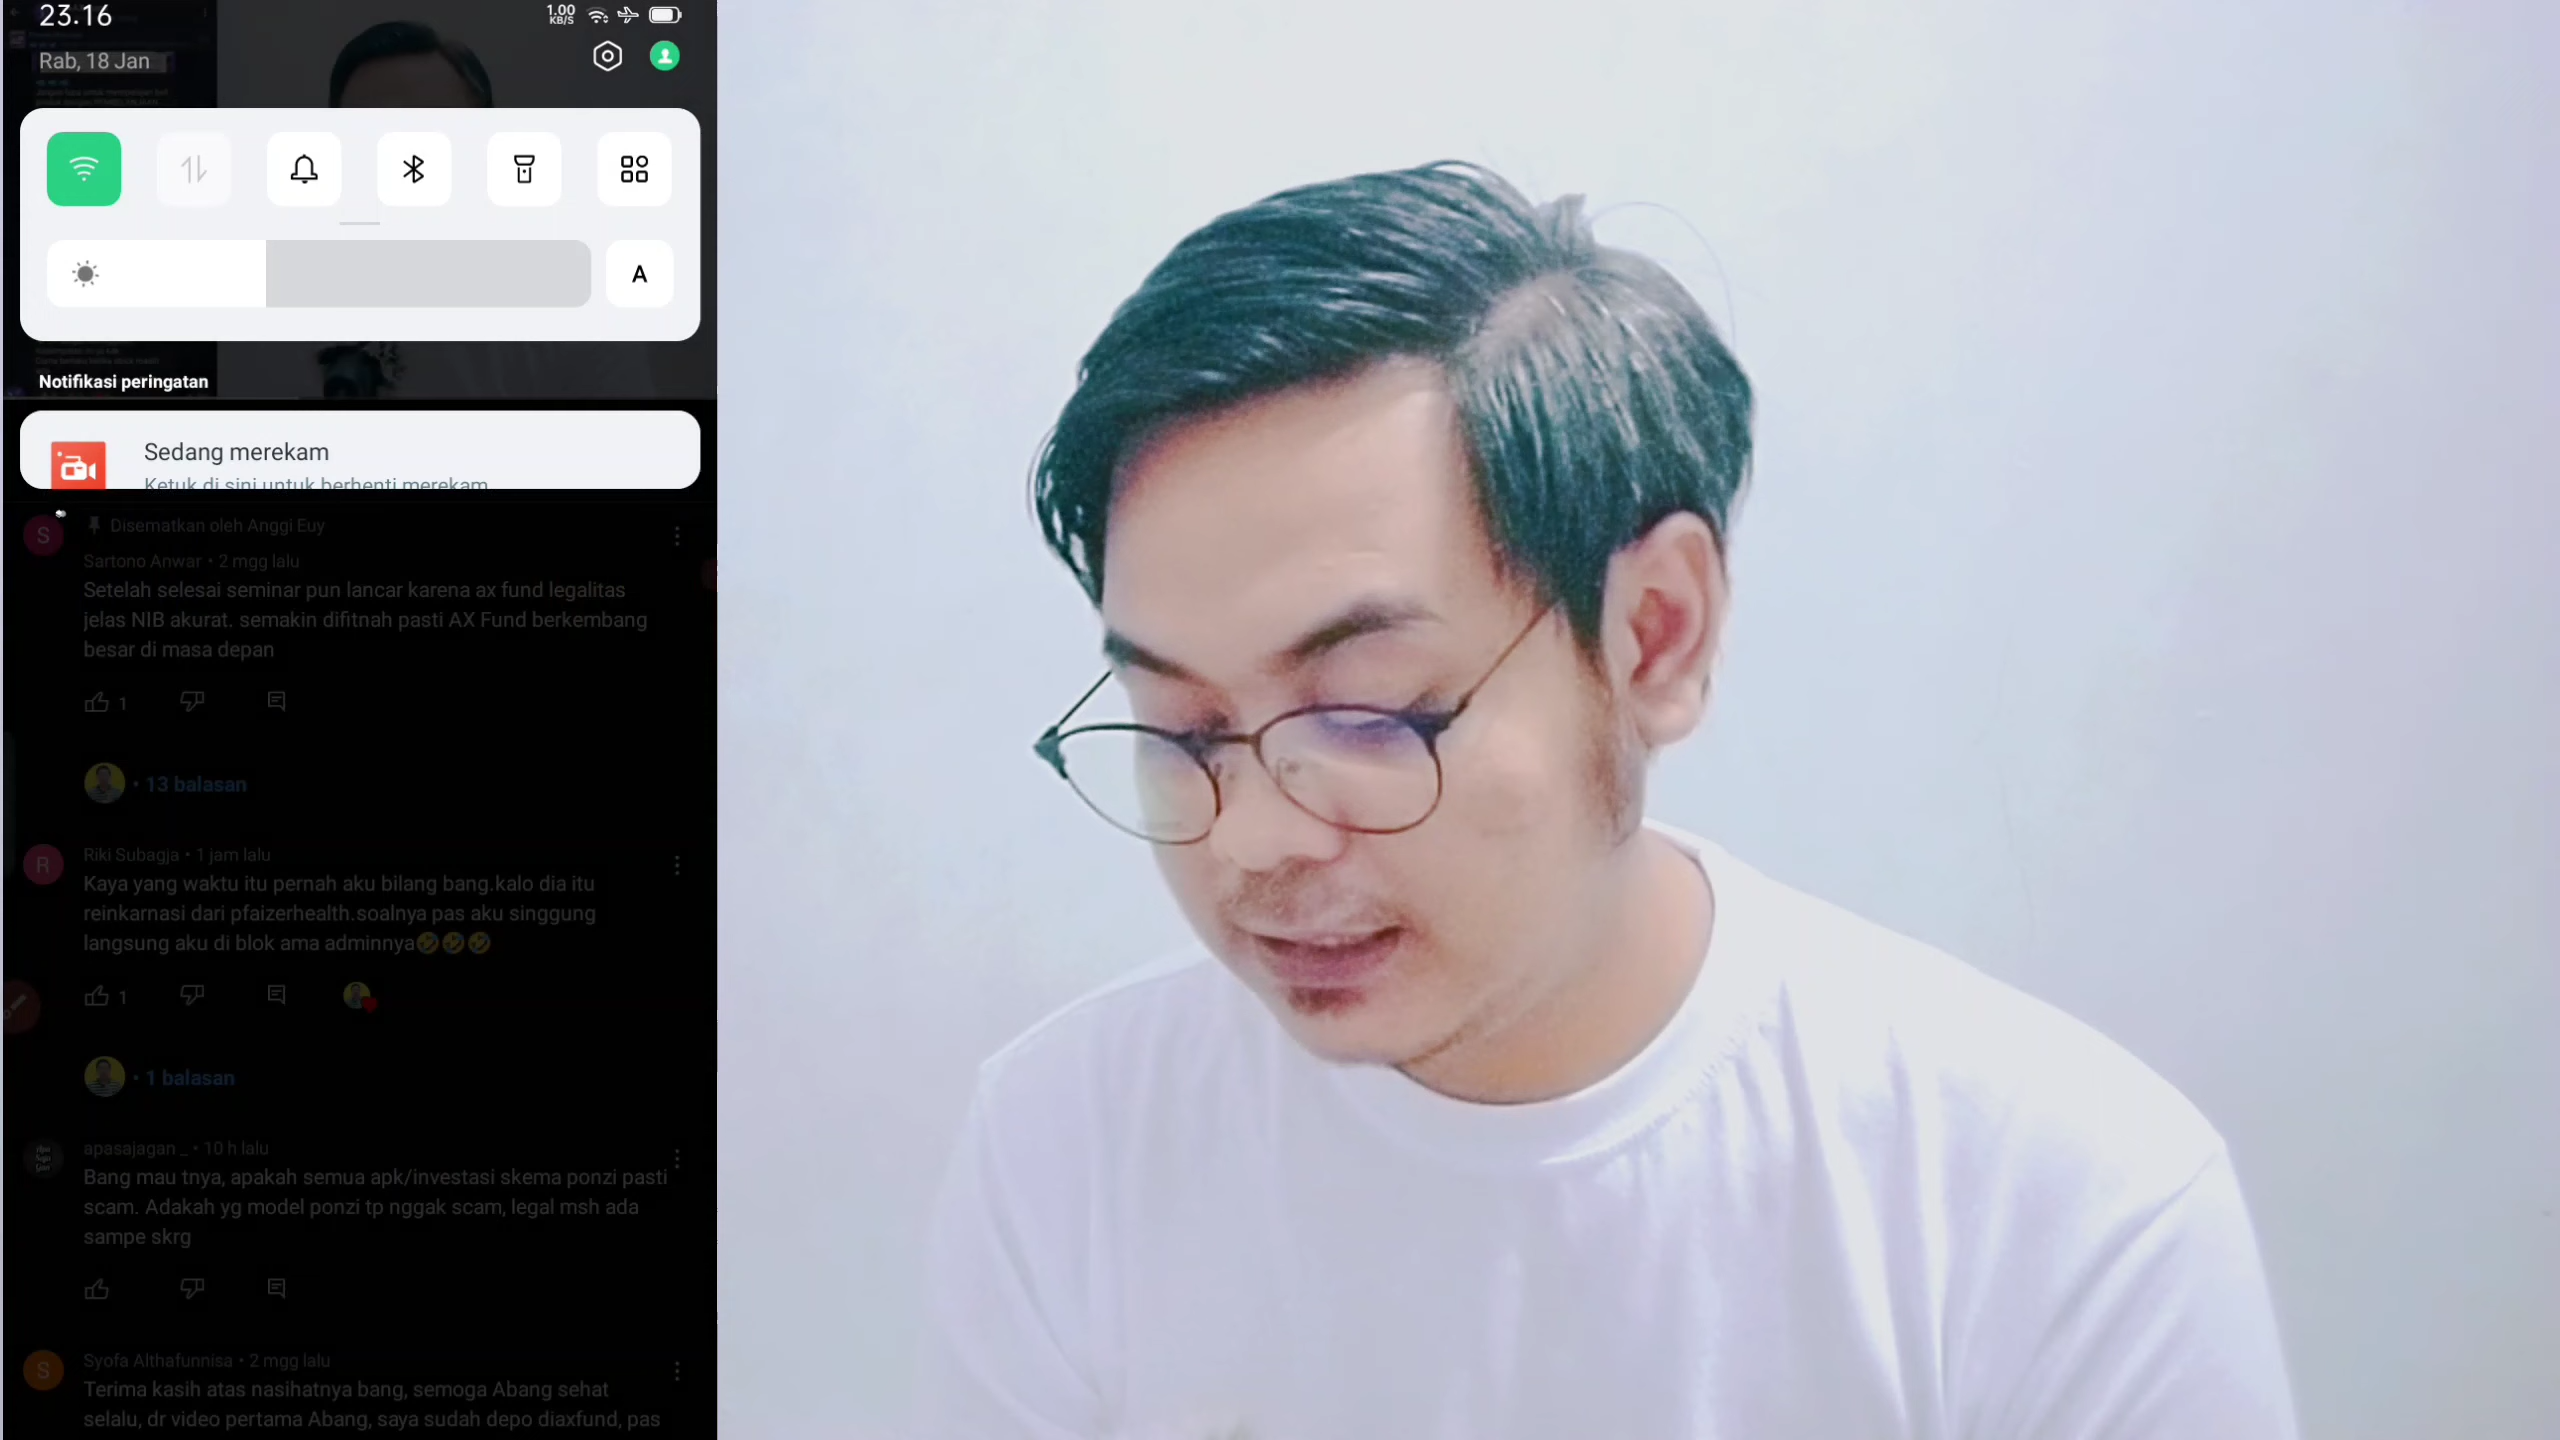 23.16
1.00
KB/S
Rab, 18 Jan
A
Notifikasi peringatan
Sedang merekam
Ketuk di sini untuk berhenti merekam
S
Disematkan oleh Anggi Euy
Sartono Anwar • 2 mgg lalu
Setelah selesai seminar pun lancar karena ax fund legalitas
jelas NIB akurat. semakin difitnah pasti AX Fund berkembang
besar di masa depan
1
• 13 balasan
R
Riki Subagja • 1 jam lalu
Kaya yang waktu itu pernah aku bilang bang.kalo dia itu
reinkarnasi dari pfaizerhealth.soalnya pas aku singgung
langsung aku di blok ama adminnya🤣🤣🤣
1
• 1 balasan
apasajagan _ • 10 h lalu
Bang mau tnya, apakah semua apk/investasi skema ponzi pasti
scam. Adakah yg model ponzi tp nggak scam, legal msh ada
sampe skrg
S
Syofa Althafunnisa • 2 mgg lalu
Terima kasih atas nasihatnya bang, semoga Abang sehat
selalu, dr video pertama Abang, saya sudah depo diaxfund, pas